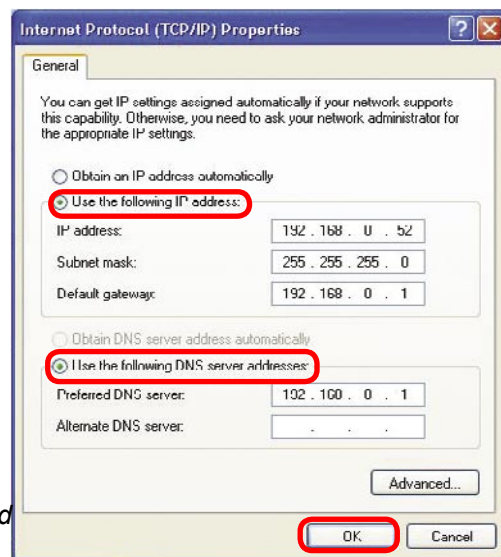 Internet Protocol (TCP/IP) Properties
General
You can get IP settings assigned automatically if your network supports
this capability. Otherwise, you need to ask your network administrator for
the appropriate IP settings.
Obtain an IP address automatically
Use the following IP address:
IP address: 192 . 168 . 0 . 52
Subnet mask: 255 . 255 . 255 . 0
Default gateway: 192 . 168 . 0 . 1
Obtain DNS server address automatically
Use the following DNS server addresses:
Preferred DNS server: 192 . 168 . 0 . 1
Alternate DNS server: . . .
Advanced...
d
OK Cancel